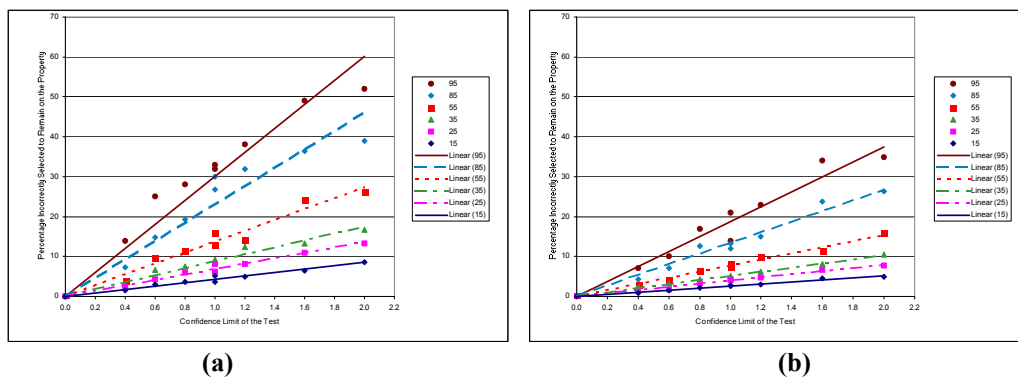 Percentage Incorrectly Selected to Remain on the Property
70
60
50
40
30
20
10
0
0.0 0.2 0.4 0.6 0.8 1.0 1.2 1.4 1.6 1.8 2.0 2.2
Confidence Limit of the Test
95
85
55
35
25
15
Linear (95)
Linear (85)
Linear (55)
Linear (35)
Linear (25)
Linear (15)
(a)
Percentage Incorrectly Selected to Remain on the Property
70
60
50
40
30
20
10
0
0.0 0.2 0.4 0.6 0.8 1.0 1.2 1.4 1.6 1.8 2.0 2.2
Confidence Limit of the Test
95
85
55
35
25
15
Linear (95)
Linear (85)
Linear (55)
Linear (35)
Linear (25)
Linear (15)
(b)